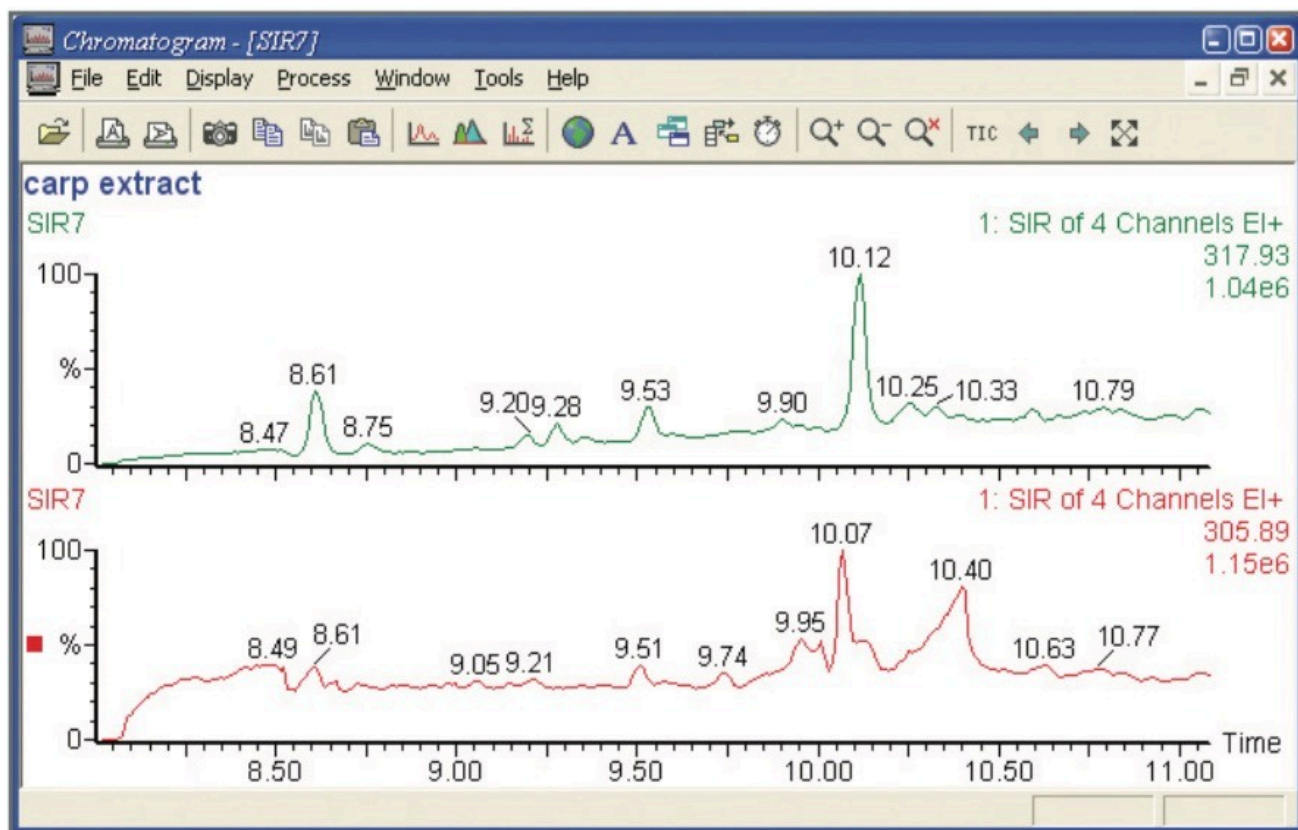 Chromatogram - [SIR7]
File Edit Display Process Window Tools Help
A A TIC
carp extract
SIR7 1: SIR of 4 Channels EI+
317.93
1.04e6
100
%
0
8.47 8.61 8.75 9.20 9.28 9.53 9.90 10.12 10.25 10.33 10.79
SIR7 1: SIR of 4 Channels EI+
305.89
1.15e6
100
%
0
8.49 8.61 9.05 9.21 9.51 9.74 9.95 10.07 10.40 10.63 10.77
Time
8.50 9.00 9.50 10.00 10.50 11.00